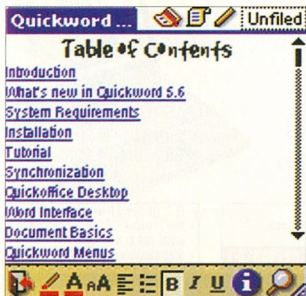 Quickword ... Unfiled
Table of Contents
Introduction
What's new in Quickword 5.6
System Requirements
Installation
Tutorial
Synchronization
Quickoffice Desktop
Word Interface
Document Basics
Quickword Menus
A AA B I U i